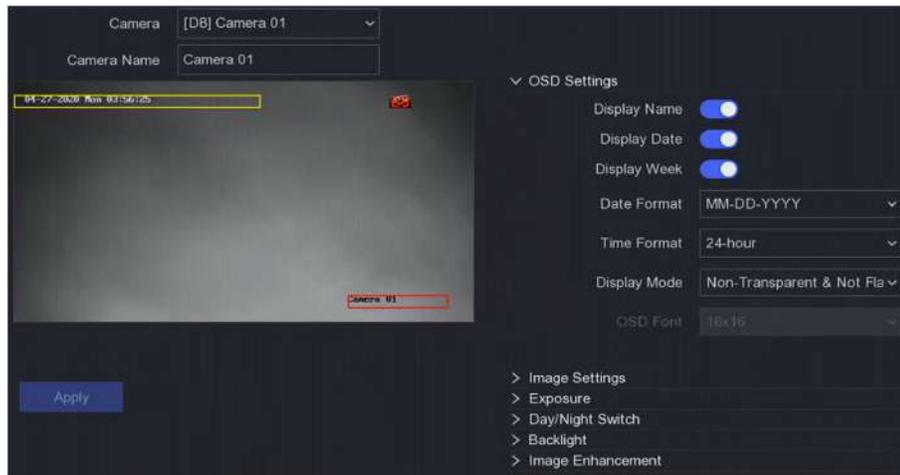 Camera [D8] Camera 01
Camera Name Camera 01
04-27-2020 Mon 03:56:25
Camera 01
OSD Settings
Display Name
Display Date
Display Week
Date Format MM-DD-YYYY
Time Format 24-hour
Display Mode Non-Transparent & Not Fla
OSD Font 16x16
Apply
Image Settings
Exposure
Day/Night Switch
Backlight
Image Enhancement